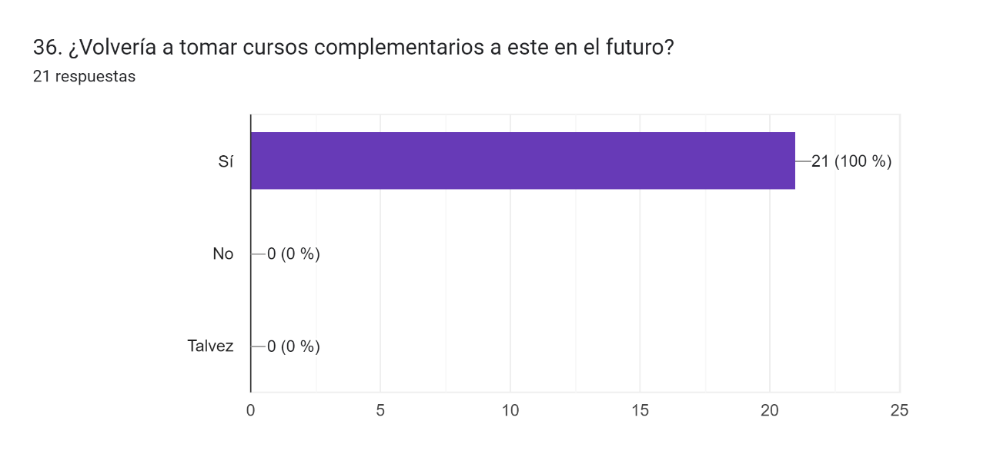 36. ¿Volvería a tomar cursos complementarios a este en el futuro?
21 respuestas
Sí
21 (100 %)
No
0 (0 %)
Talvez
0 (0 %)
0 5 10 15 20 25